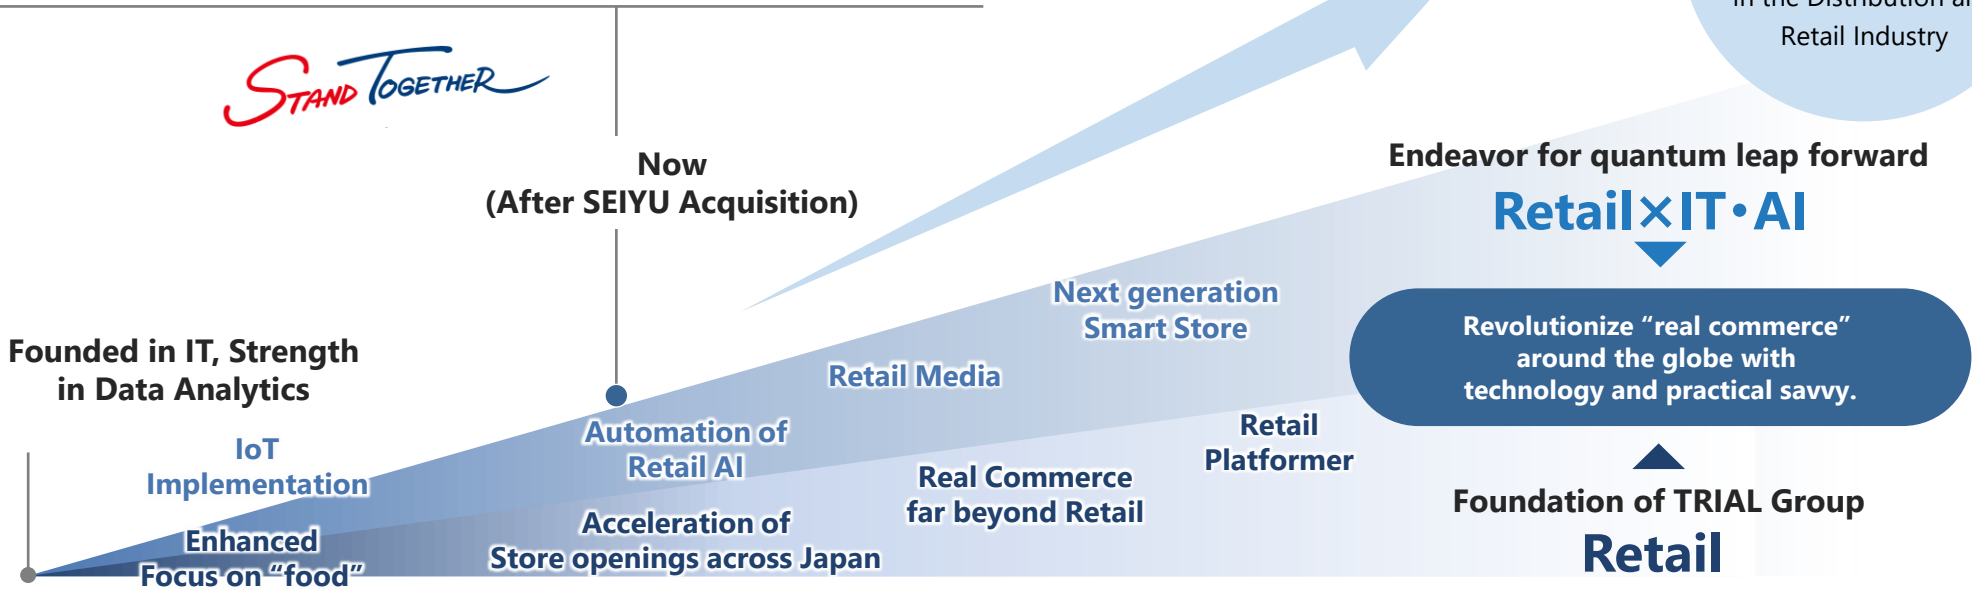 in the Distribution
Retail Industry
STAND TOGETHER
Now
(After SEIYU Acquisition)
Endeavor for quantum leap forward
Retail×IT・AI
Next generation
Smart Store
Revolutionize “real commerce”
around the globe with
technology and practical savvy.
Founded in IT, Strength
in Data Analytics
Retail Media
IoT
Implementation
Automation of
Retail AI
Retail
Platformer
Real Commerce
far beyond Retail
Foundation of TRIAL Group
Retail
Enhanced
Focus on “food”
Acceleration of
Store openings across Japan